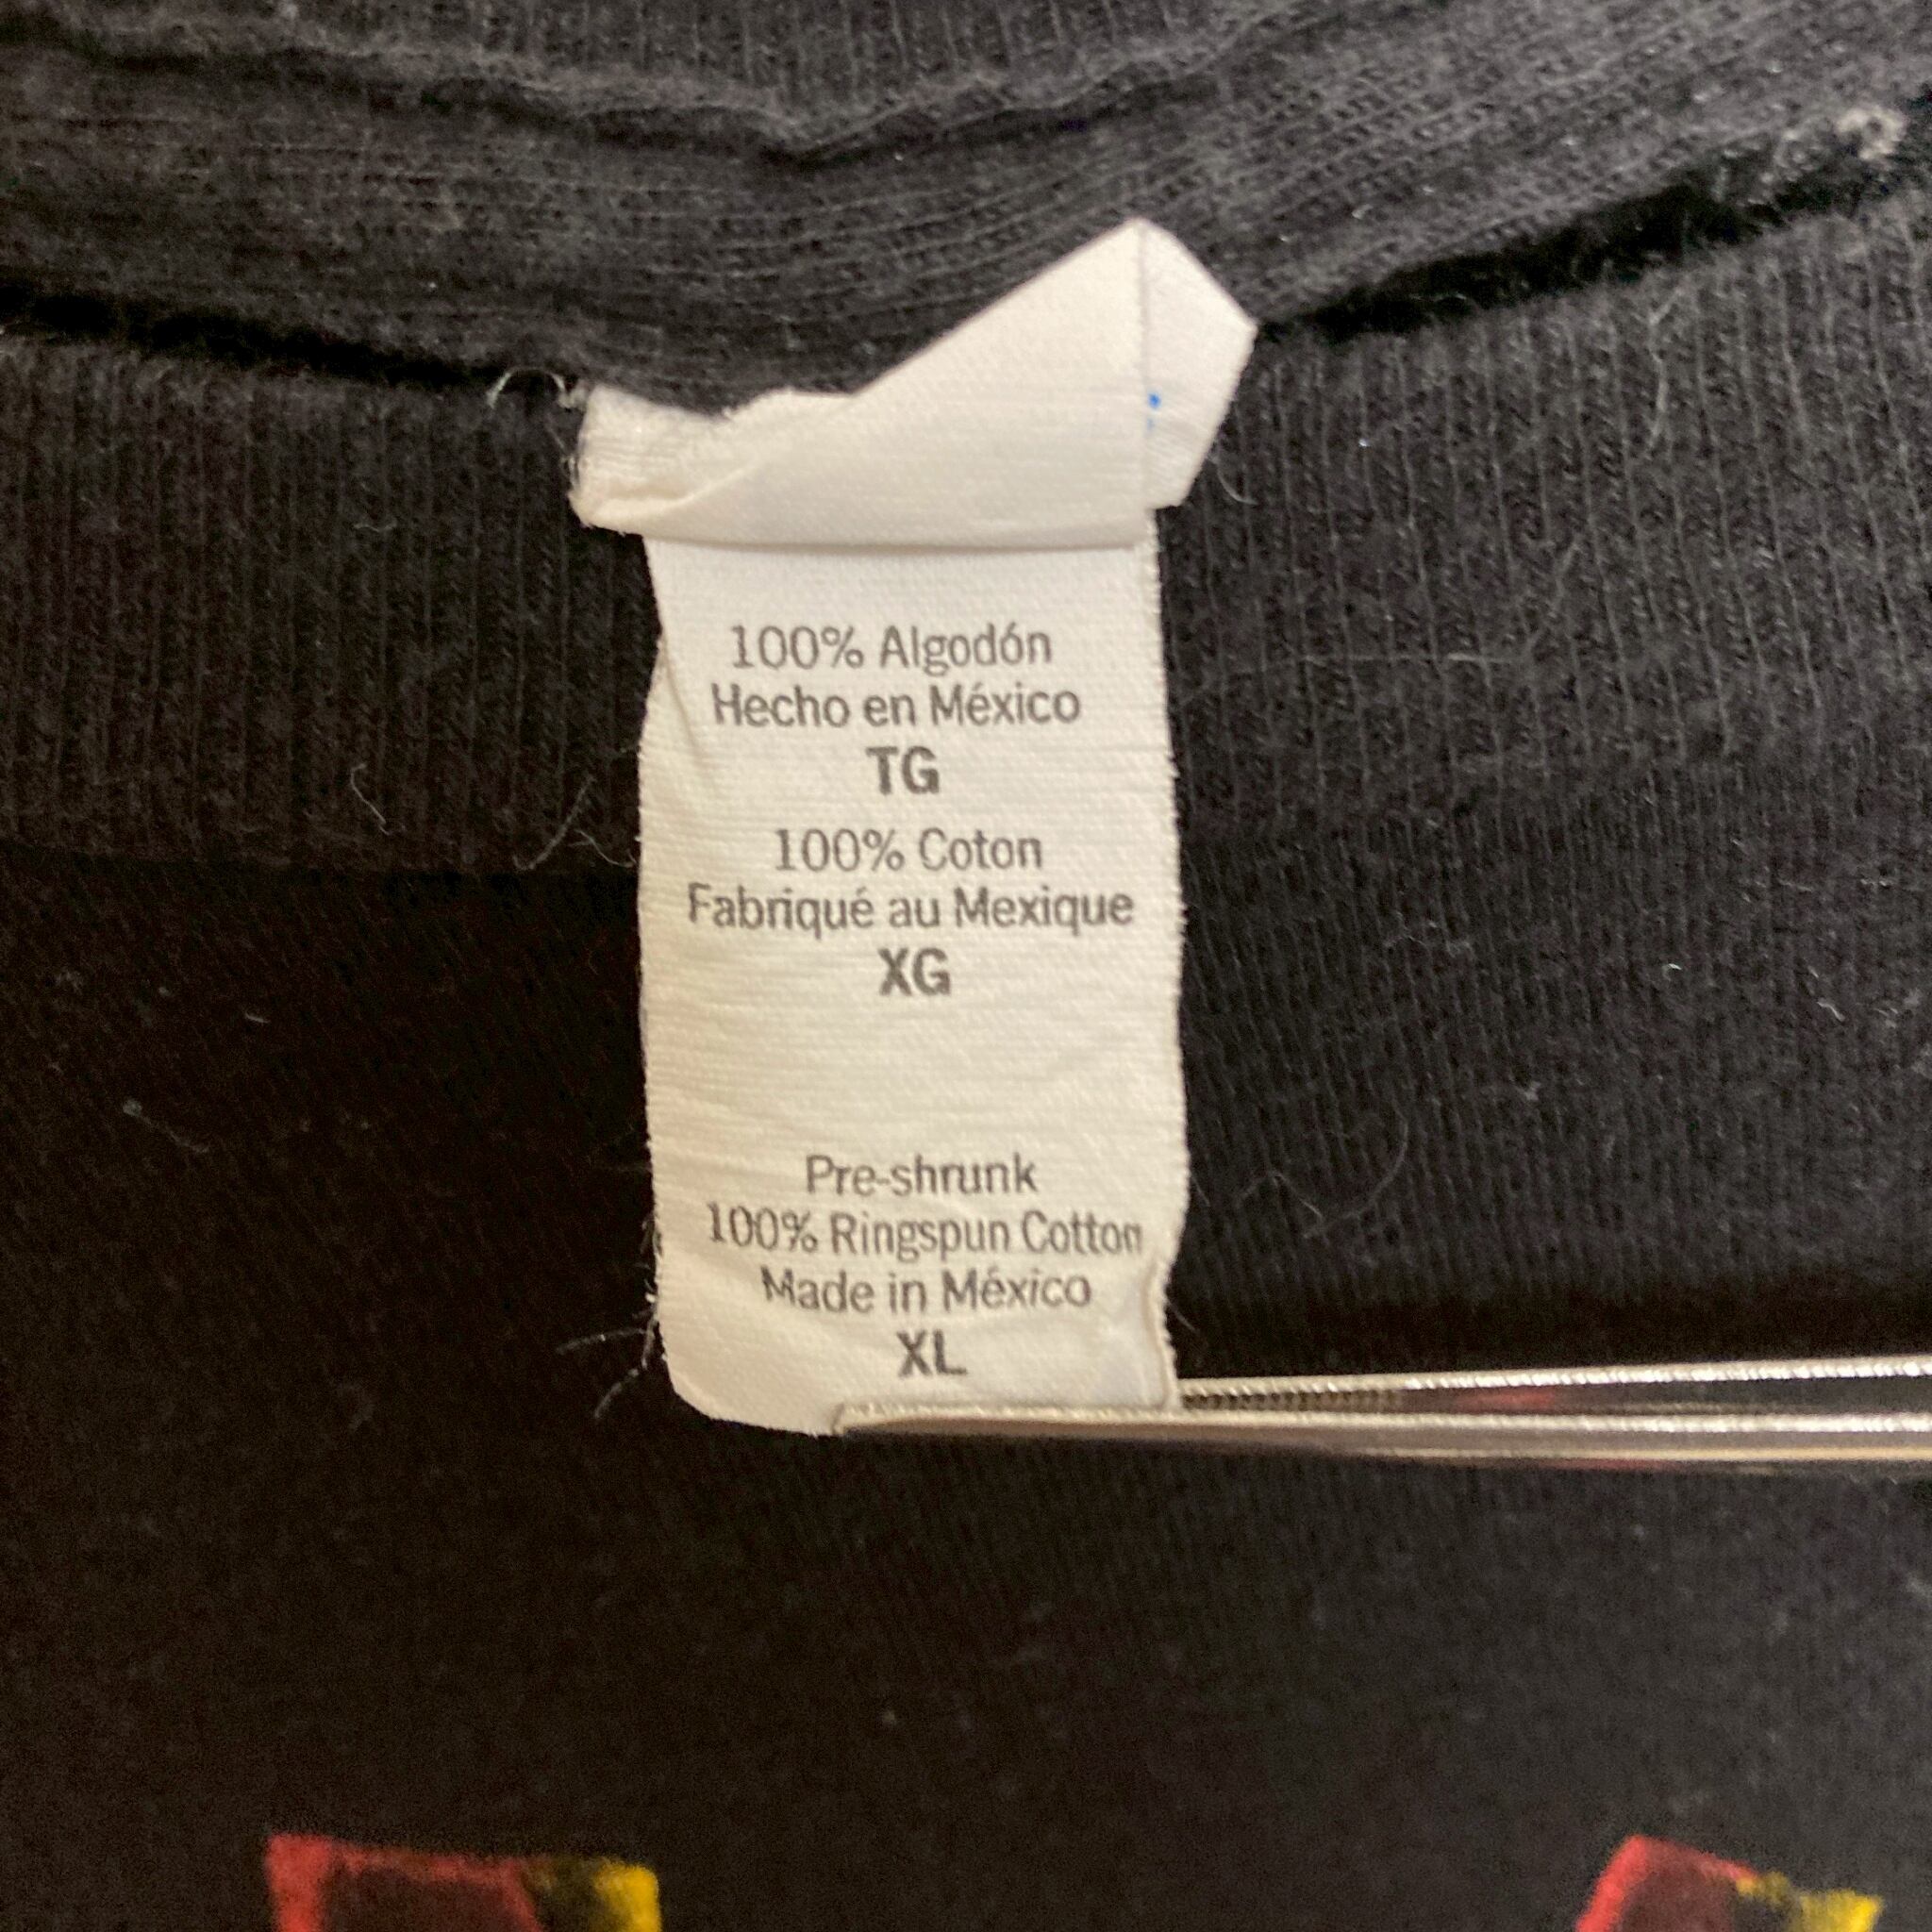 100% Algodón
Hecho en México
TG
100% Coton
Fabriqué au Mexique
XG
Pre-shrunk
100% Ringspun Cotton
Made in México
XL